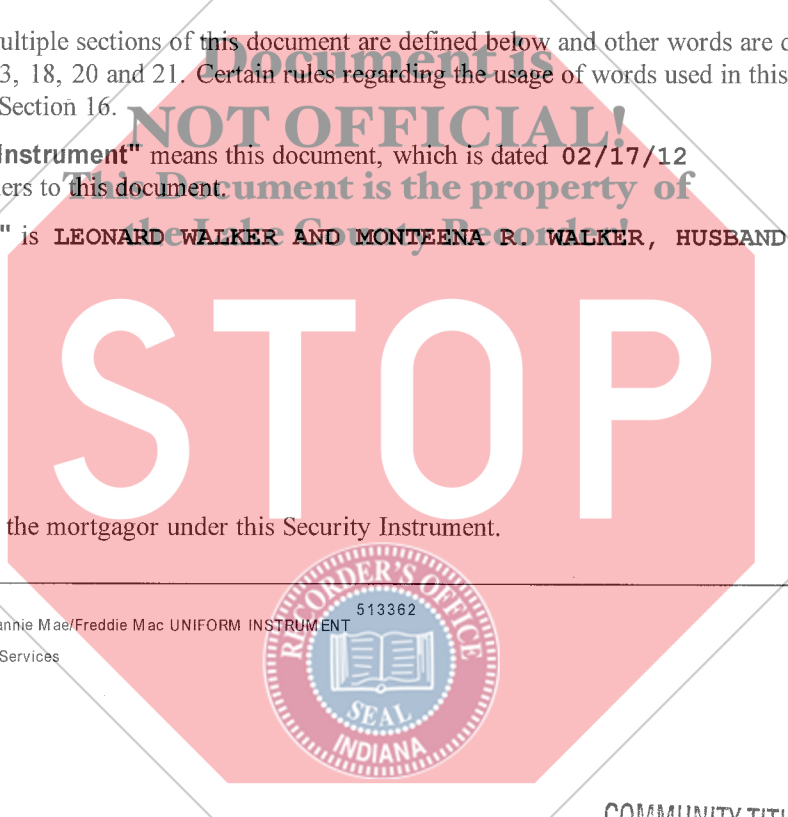 ultiple sections of this document are defined below and other words are d
Document is
3, 18, 20 and 21. Certain rules regarding the usage of words used in this
Section 16.
NOT OFFICIAL!
Instrument" means this document, which is dated 02/17/12
This Document is the property of
ers to this document.
the Lake County Recorder!
" is LEONARD WALKER AND MONTEENA R. WALKER, HUSBAND
STOP
the mortgagor under this Security Instrument.
RECORDER'S OFFICE
513362
annie Mae/Freddie Mac UNIFORM INSTRUMENT
Services
SEAL
INDIANA
COMMUNITY TITL